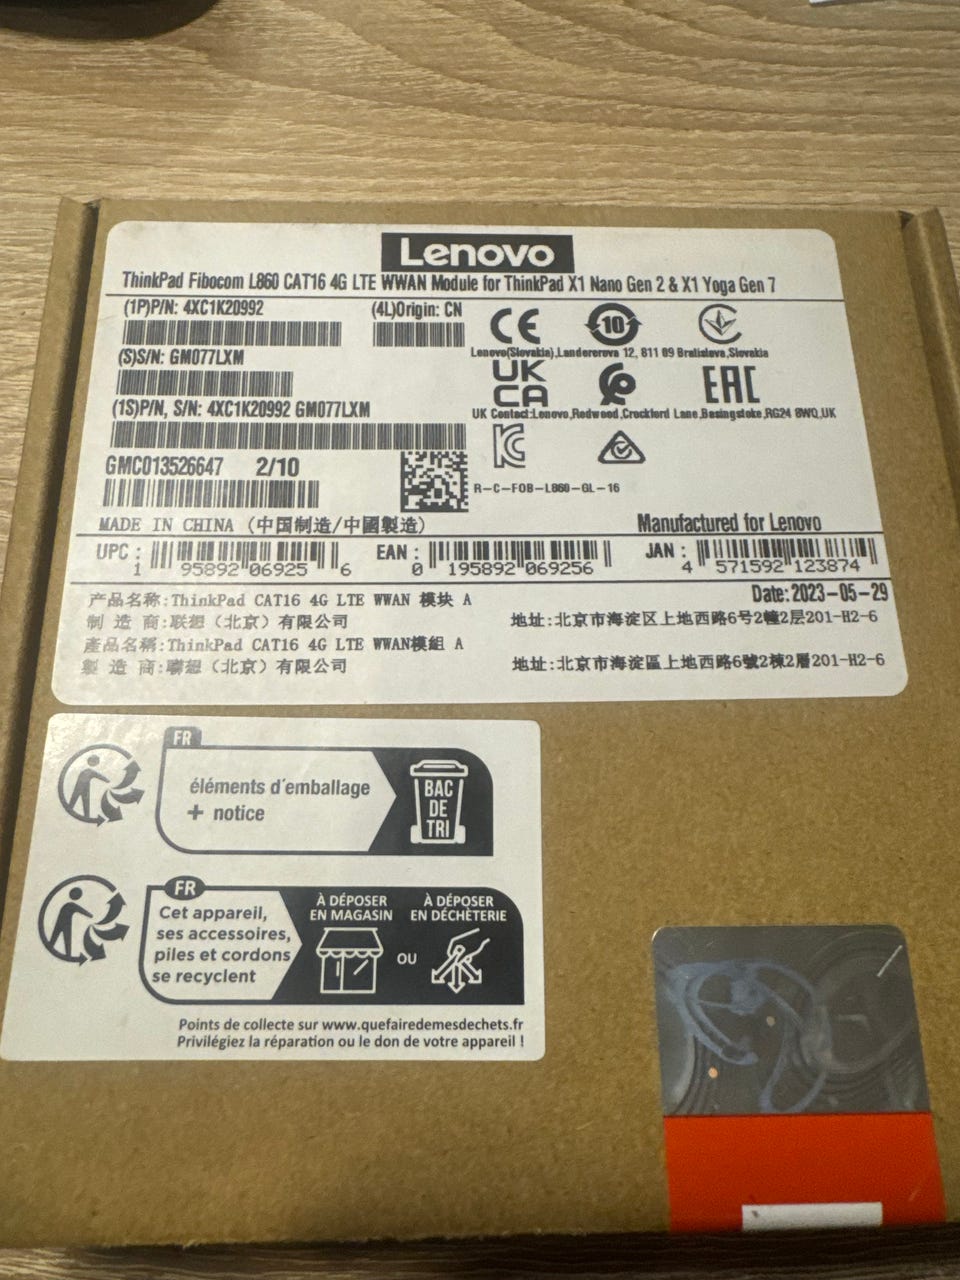 Lenovo
ThinkPad Fibocom L860 CAT16 4G LTE WWAN Module for ThinkPad X1 Nano Gen 2 & X1 Yoga Gen 7
(1P)P/N: 4XC1K20992
(4L)Origin: CN
(S)S/N: GM077LXM
(1S)P/N, S/N: 4XC1K20992 GM077LXM
GMC013526647 2/10
CE
10
Lenovo(Slovakia),Landererova 12, 811 09 Bratislava,Slovakia
UK
CA
EAC
UK Contact:Lenovo,Redwood,Crockford Lane,Basingstoke,RG24 8WQ,UK
R-C-FOB-L860-GL-16
MADE IN CHINA (中国制造/中國製造)
Manufactured for Lenovo
UPC: 1 95892 06925 6
EAN: 0 195892 069256
JAN: 4 571592 123874
Date:2023-05-29
产品名称:ThinkPad CAT16 4G LTE WWAN 模块 A
制 造 商:联想（北京）有限公司
地址:北京市海淀区上地西路6号2幢2层201-H2-6
產品名稱:ThinkPad CAT16 4G LTE WWAN模組 A
製 造 商:聯想（北京）有限公司
地址:北京市海淀區上地西路6號2棟2層201-H2-6
FR
éléments d'emballage
+ notice
BAC
DE
TRI
FR
Cet appareil,
ses accessoires,
piles et cordons
se recyclent
À DÉPOSER
EN MAGASIN
OU
À DÉPOSER
EN DÉCHÈTERIE
Points de collecte sur www.quefairedemesdechets.fr
Privilégiez la réparation ou le don de votre appareil !